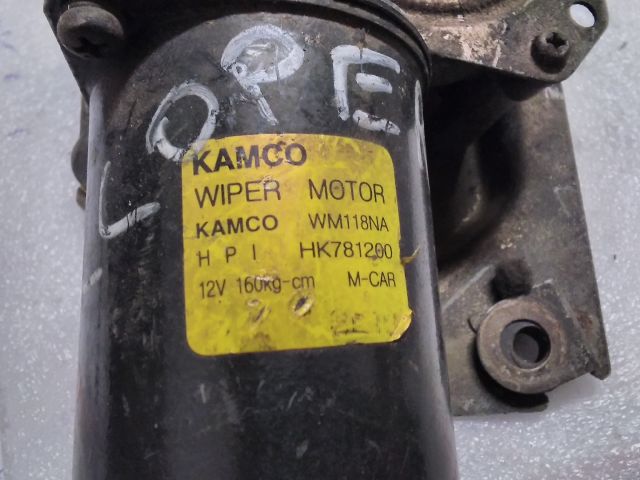 LOPE
KAMCO
WIPER MOTOR
KAMCO WM118NA
H P I HK781200
12V 160kg-cm M-CAR